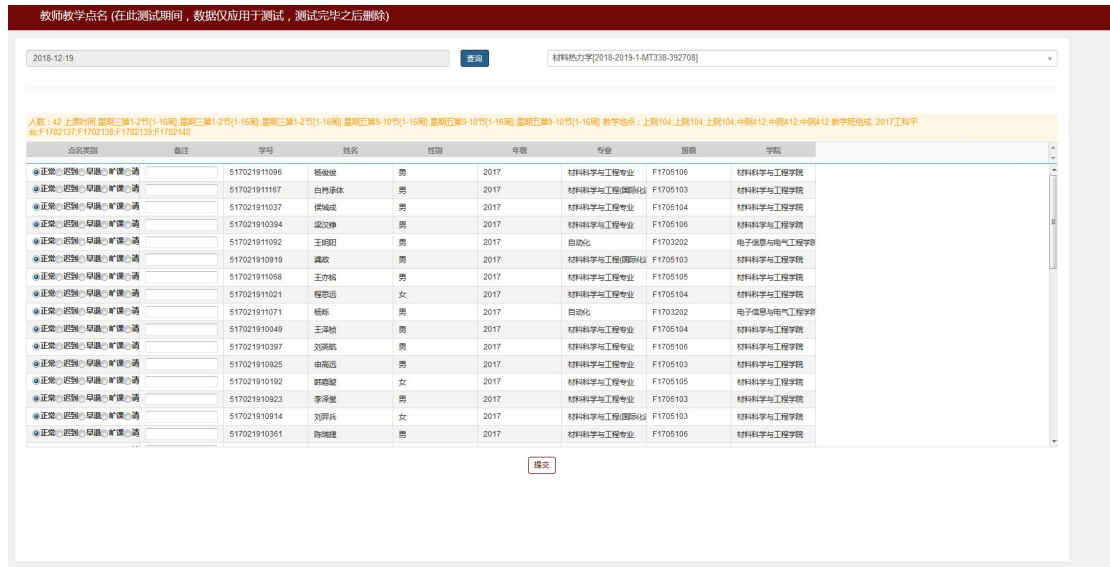 教师教学点名 (在此测试期间，数据仅应用于测试，测试完毕之后删除)
2018-12-19 查询 材料热力学[2018-2019-1-MT338-392708]
人数：42 上课时间:星期三第1-2节{1-16周};星期三第1-2节{1-16周};星期三第1-2节{1-16周};星期五第9-10节{1-16周};星期五第9-10节{1-16周};星期五第9-10节{1-16周} 教学地点：上院104;上院104;上院104;中院412;中院412;中院412 教学班组成: 2017工科平
台;F1702137;F1702138;F1702139;F1702140
点名类别 备注 学号 姓名 性别 年级 专业 班级 学院
正常 迟到 早退 旷课 请 517021911096 杨俊俊 男 2017 材料科学与工程专业 F1705106 材料科学与工程学院
正常 迟到 早退 旷课 请 517021911167 白尚承体 男 2017 材料科学与工程(国际化 F1705103 材料科学与工程学院
正常 迟到 早退 旷课 请 517021911037 侯城成 男 2017 材料科学与工程专业 F1705104 材料科学与工程学院
正常 迟到 早退 旷课 请 517021910394 梁汉铮 男 2017 材料科学与工程专业 F1705106 材料科学与工程学院
正常 迟到 早退 旷课 请 517021911092 王明阳 男 2017 自动化 F1703202 电子信息与电气工程学院
正常 迟到 早退 旷课 请 517021910919 龚政 男 2017 材料科学与工程(国际化 F1705103 材料科学与工程学院
正常 迟到 早退 旷课 请 517021911068 王亦铭 男 2017 材料科学与工程专业 F1705105 材料科学与工程学院
正常 迟到 早退 旷课 请 517021911021 程思远 女 2017 材料科学与工程专业 F1705104 材料科学与工程学院
正常 迟到 早退 旷课 请 517021911071 杨烁 男 2017 自动化 F1703202 电子信息与电气工程学院
正常 迟到 早退 旷课 请 517021910049 王泽桢 男 2017 材料科学与工程专业 F1705104 材料科学与工程学院
正常 迟到 早退 旷课 请 517021910397 刘英航 男 2017 材料科学与工程专业 F1705106 材料科学与工程学院
正常 迟到 早退 旷课 请 517021910925 申高远 男 2017 材料科学与工程专业 F1705103 材料科学与工程学院
正常 迟到 早退 旷课 请 517021910192 韩嘉璇 女 2017 材料科学与工程专业 F1705105 材料科学与工程学院
正常 迟到 早退 旷课 请 517021910923 李泽堂 男 2017 材料科学与工程专业 F1705103 材料科学与工程学院
正常 迟到 早退 旷课 请 517021910914 刘羿兵 女 2017 材料科学与工程(国际化 F1705103 材料科学与工程学院
正常 迟到 早退 旷课 请 517021910361 陈瑞捷 男 2017 材料科学与工程专业 F1705106 材料科学与工程学院
提交